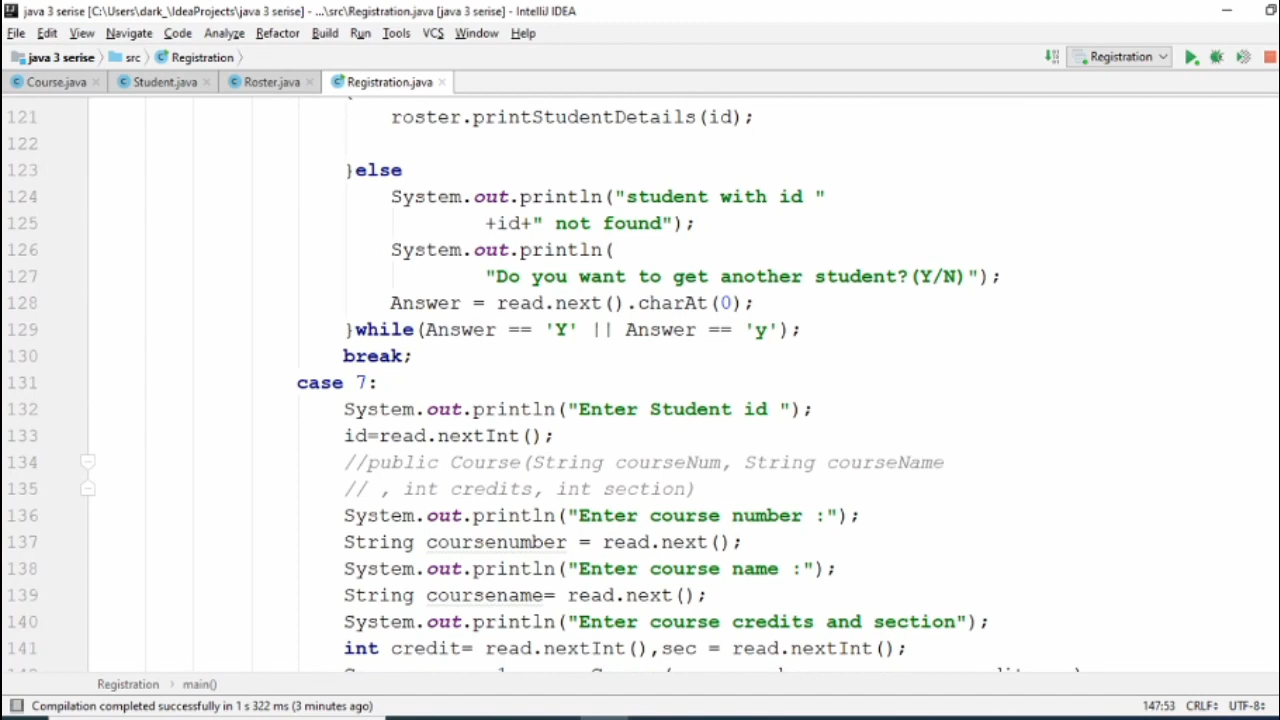 java 3 serise [C:\Users\dark_\IdeaProjects\java 3 serise] - ...\src\Registration.java [java 3 serise] - IntelliJ IDEA
File Edit View Navigate Code Analyze Refactor Build Run Tools VCS Window Help
java 3 serise src Registration Registration
Course.java Student.java Roster.java Registration.java
121 roster.printStudentDetails(id);
122
123 }else
124 System.out.println("student with id "
125 +id+" not found");
126 System.out.println(
127 "Do you want to get another student?(Y/N)");
128 Answer = read.next().charAt(0);
129 }while(Answer == 'Y' || Answer == 'y');
130 break;
131 case 7:
132 System.out.println("Enter Student id ");
133 id=read.nextInt();
134 //public Course(String courseNum, String courseName
135 // , int credits, int section)
136 System.out.println("Enter course number :");
137 String coursenumber = read.next();
138 System.out.println("Enter course name :");
139 String coursename= read.next();
140 System.out.println("Enter course credits and section");
141 int credit= read.nextInt(),sec = read.nextInt();
Registration main()
Compilation completed successfully in 1 s 322 ms (3 minutes ago) 147:53 CRLF UTF-8